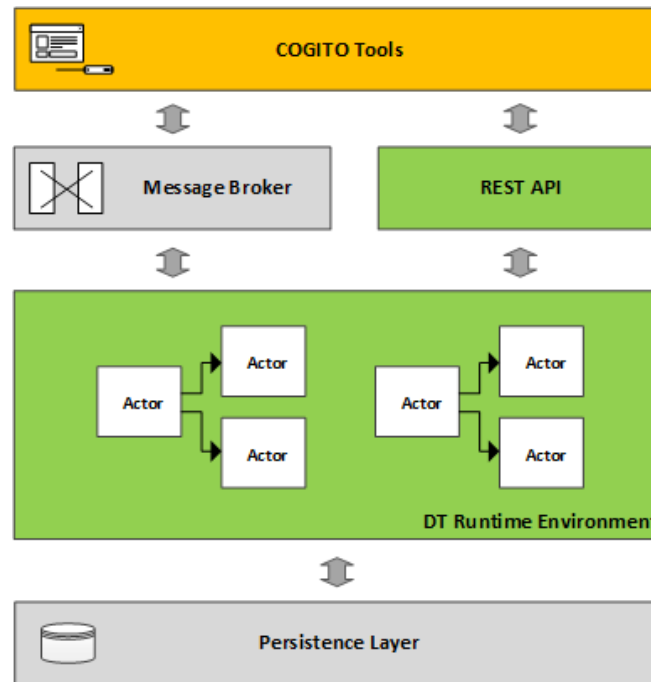 COGITO Tools
Message Broker
REST API
Actor
Actor
Actor
Actor
Actor
Actor
DT Runtime Environment
Persistence Layer